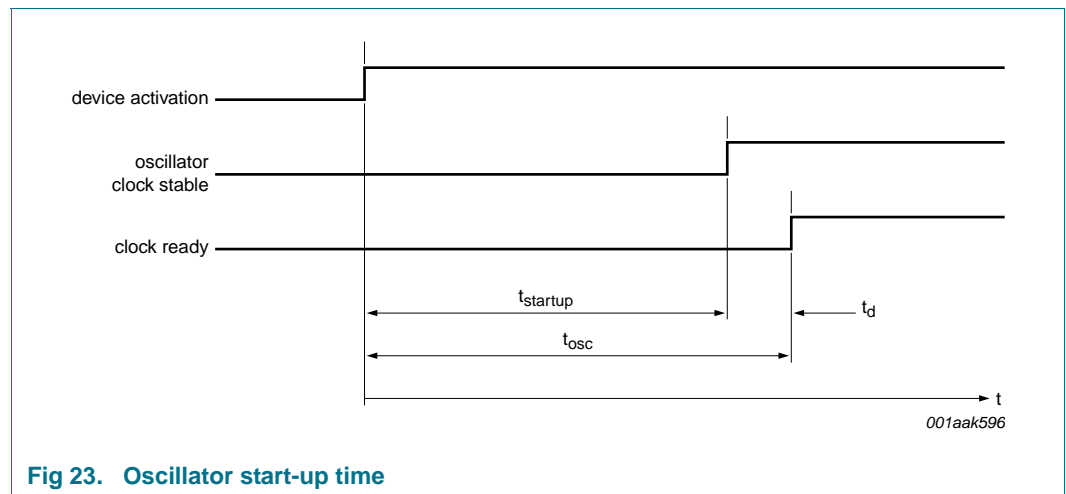 device activation
oscillator
clock stable
clock ready
tstartup
td
tosc
t
001aak596
Fig 23. Oscillator start-up time